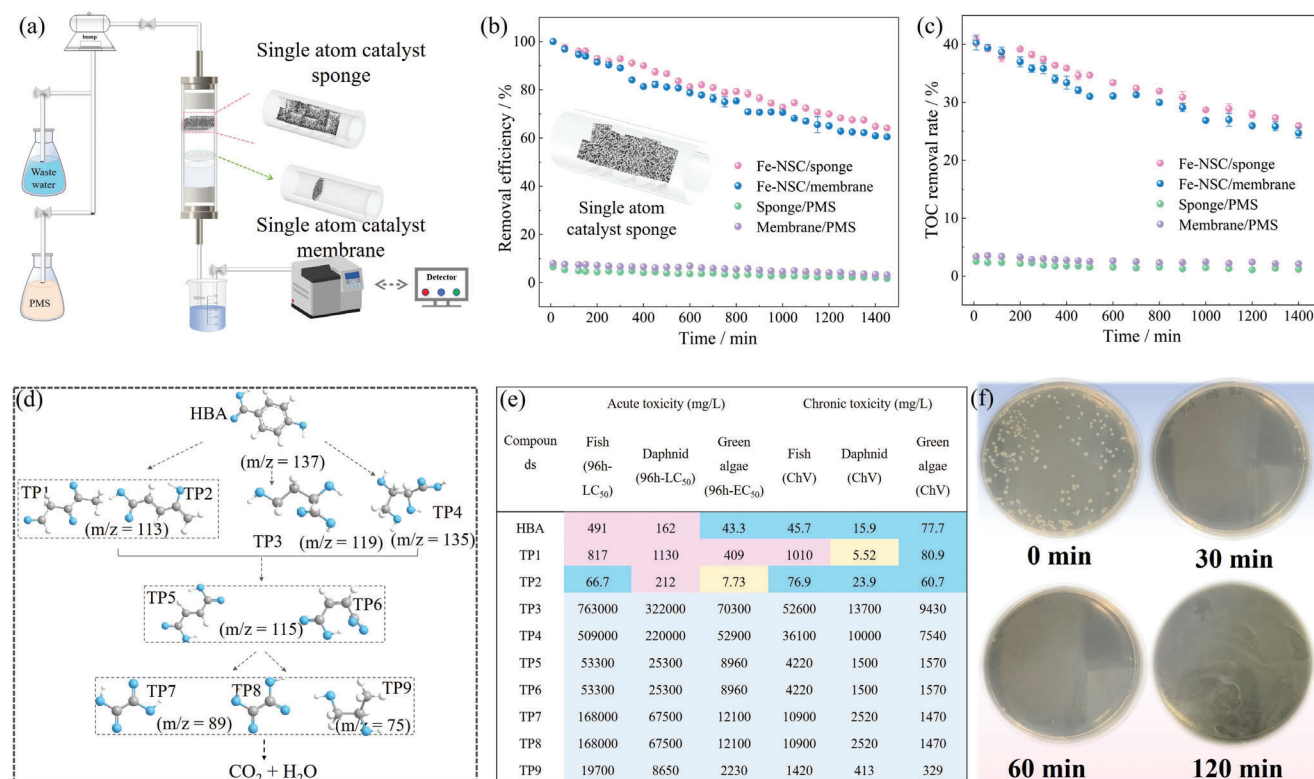 (a)
bump
Single atom catalyst
sponge
Waste
water
Single atom catalyst
membrane
PMS
Detector
(b)
Removal efficiency / %
100
80
60
40
20
0
Fe-NSC/sponge
Fe-NSC/membrane
Sponge/PMS
Membrane/PMS
Single atom
catalyst sponge
0 200 400 600 800 1000 1200 1400
Time / min
(c)
TOC removal rate / %
40
30
20
10
0
Fe-NSC/sponge
Fe-NSC/membrane
Sponge/PMS
Membrane/PMS
0 200 400 600 800 1000 1200 1400
Time / min
(d)
HBA
(m/z = 137)
TP1 TP2
(m/z = 113)
TP3 (m/z = 119)
TP4
(m/z = 135)
TP5 TP6
(m/z = 115)
TP7 TP8 TP9
(m/z = 89) (m/z = 75)
CO₂ + H₂O
(e)
Acute toxicity (mg/L) Chronic toxicity (mg/L)
Compoun
ds
Fish
(96h-
LC₅₀)
Daphnid
(96h-LC₅₀)
Green
algae
(96h-EC₅₀)
Fish
(ChV)
Daphnid
(ChV)
Green
algae
(ChV)
HBA 491 162 43.3 45.7 15.9 77.7
TP1 817 1130 409 1010 5.52 80.9
TP2 66.7 212 7.73 76.9 23.9 60.7
TP3 763000 322000 70300 52600 13700 9430
TP4 509000 220000 52900 36100 10000 7540
TP5 53300 25300 8960 4220 1500 1570
TP6 53300 25300 8960 4220 1500 1570
TP7 168000 67500 12100 10900 2520 1470
TP8 168000 67500 12100 10900 2520 1470
TP9 19700 8650 2230 1420 413 329
(f)
0 min 30 min
60 min 120 min